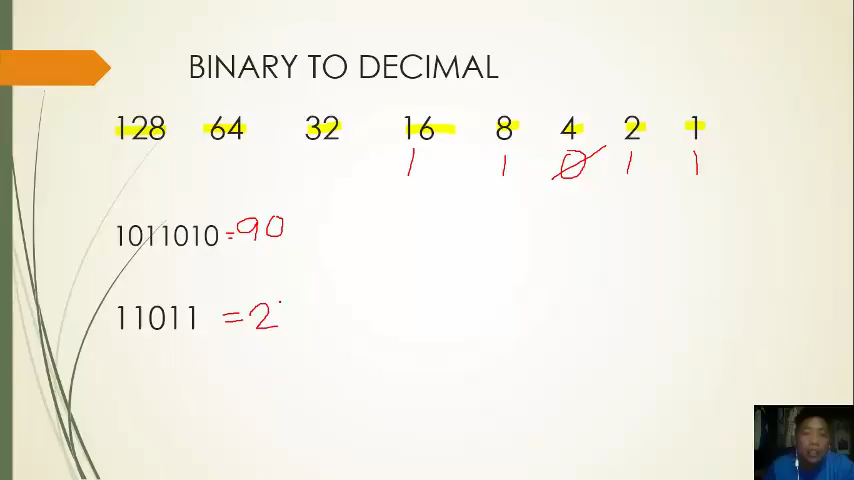 BINARY TO DECIMAL
128 64 32 16 8 4 2 1
1 1 0 1 1
1011010 = 90
11011 = 2